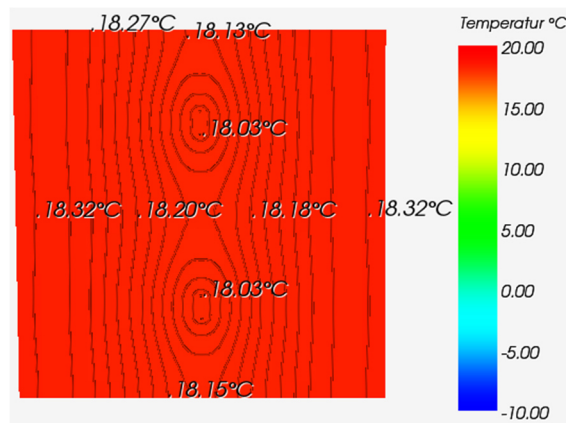 .18.27°C
.18.13°C
Temperatur °C
20.00
.18.03°C
15.00
10.00
.18.32°C .18.20°C .18.18°C .18.32°C
5.00
.18.03°C
0.00
-5.00
.18.15°C
-10.00